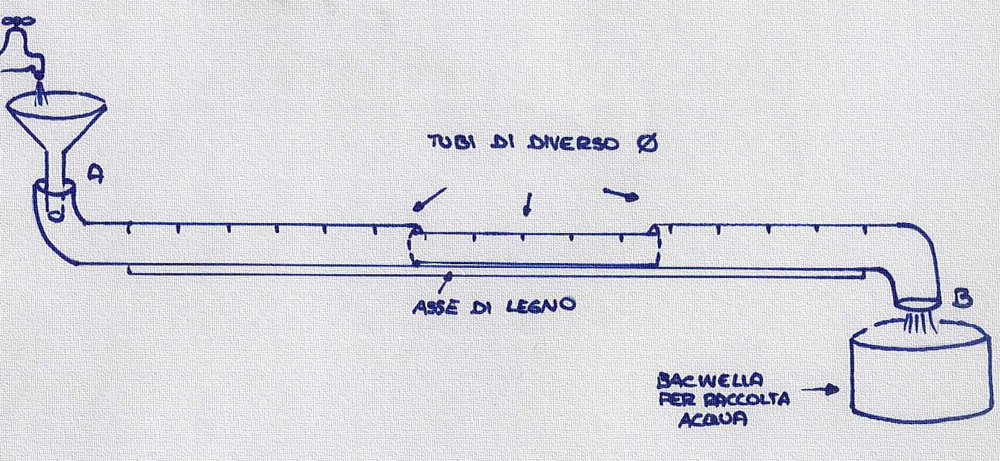 A
TUBI DI DIVERSO Ø
ASSE DI LEGNO
B
BACINELLA
PER RACCOLTA
ACQUA